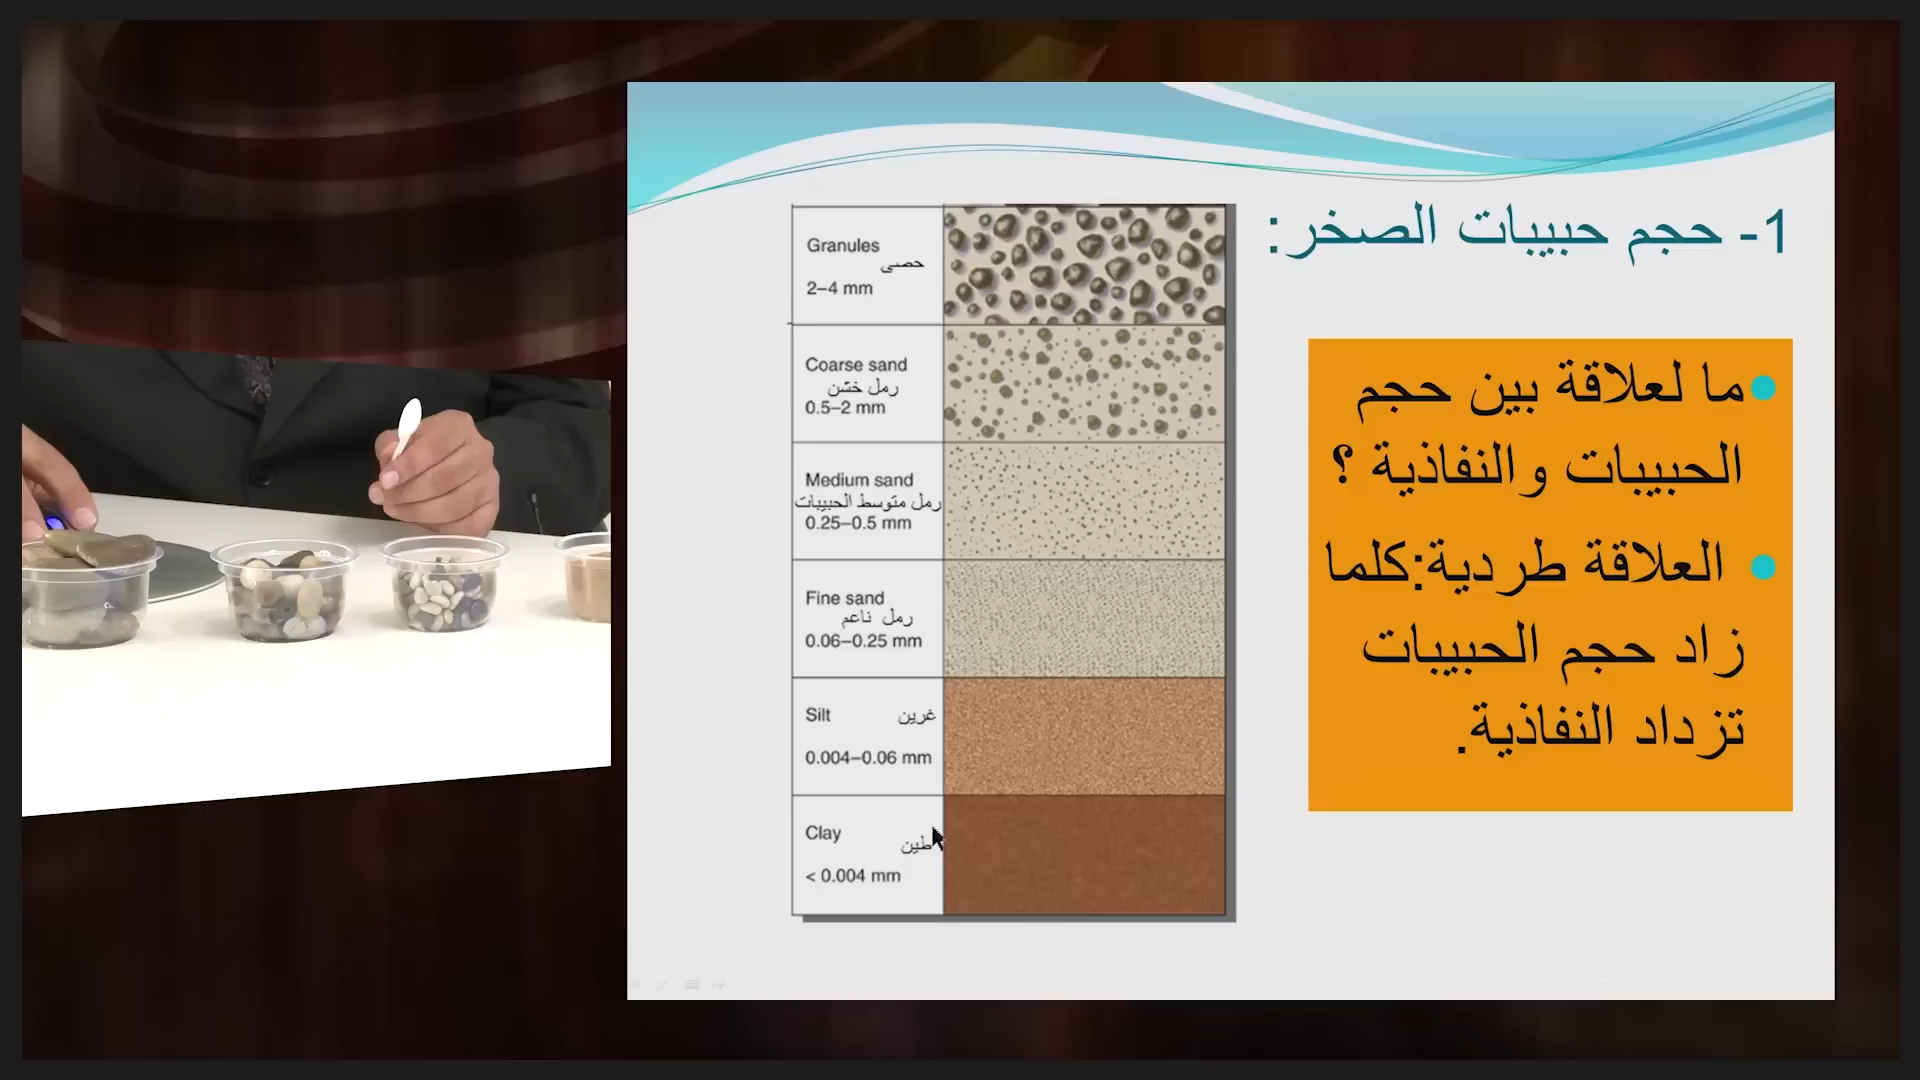 1- حجم حبيبات الصخر:
ما لعلاقة بين حجم
الحبيبات والنفاذية ؟
العلاقة طردية:كلما
زاد حجم الحبيبات
تزداد النفاذية.
Granules
حصى
2–4 mm
Coarse sand
رمل خشن
0.5–2 mm
Medium sand
رمل متوسط الحبيبات
0.25–0.5 mm
Fine sand
رمل ناعم
0.06–0.25 mm
Silt غرين
0.004–0.06 mm
Clay
طين
< 0.004 mm